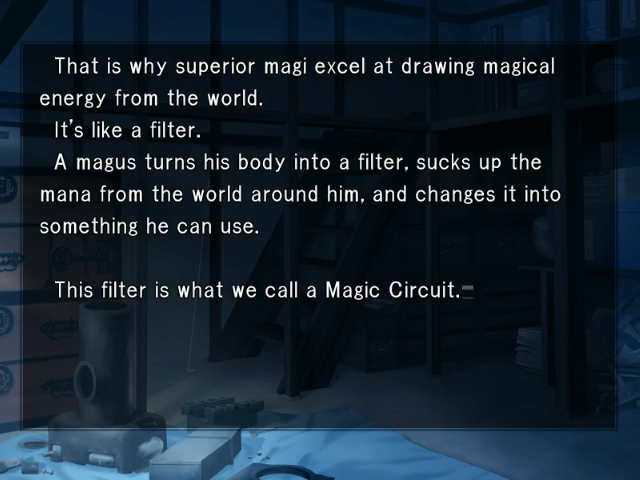 That is why superior magi excel at drawing magical
energy from the world.
It's like a filter.
A magus turns his body into a filter, sucks up the
mana from the world around him, and changes it into
something he can use.
This filter is what we call a Magic Circuit.